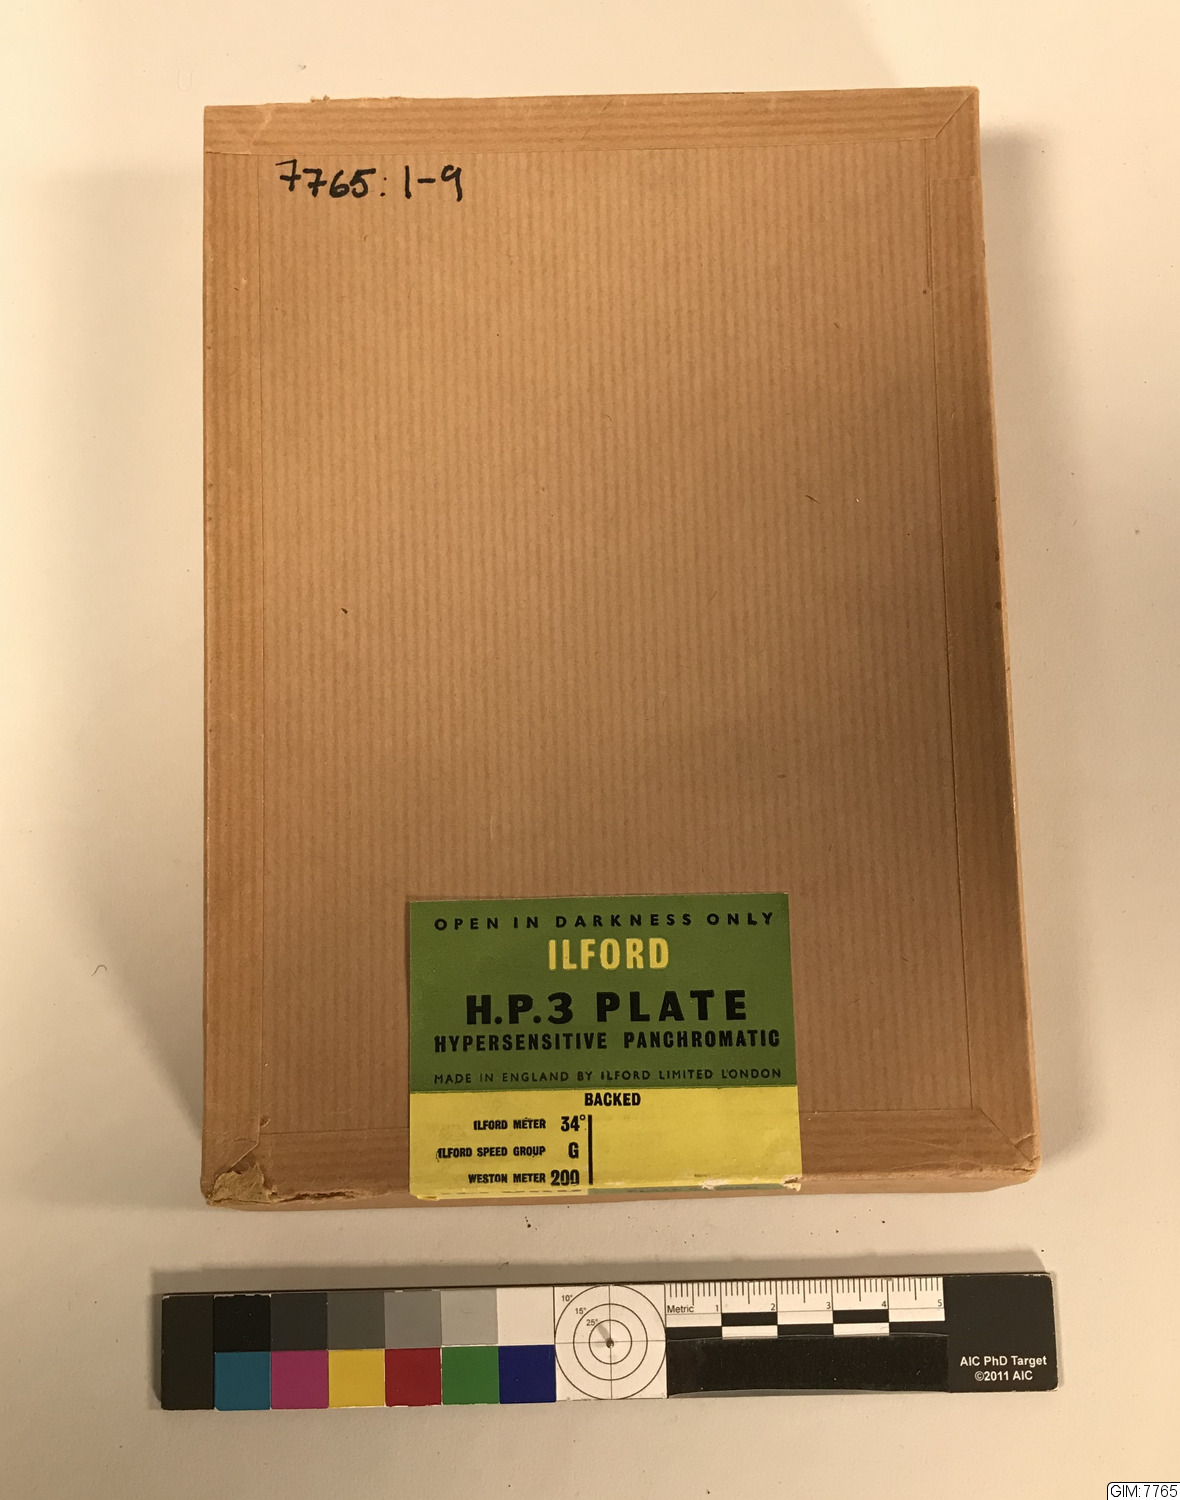 7765: 1-9
OPEN IN DARKNESS ONLY
ILFORD
H.P.3 PLATE
HYPERSENSITIVE PANCHROMATIC
MADE IN ENGLAND BY ILFORD LIMITED LONDON
BACKED
ILFORD METER 34°
ILFORD SPEED GROUP G
WESTON METER 200
10°
15°
25°
Metric 1 2 3 4 5
AIC PhD Target
©2011 AIC
GIM:7765